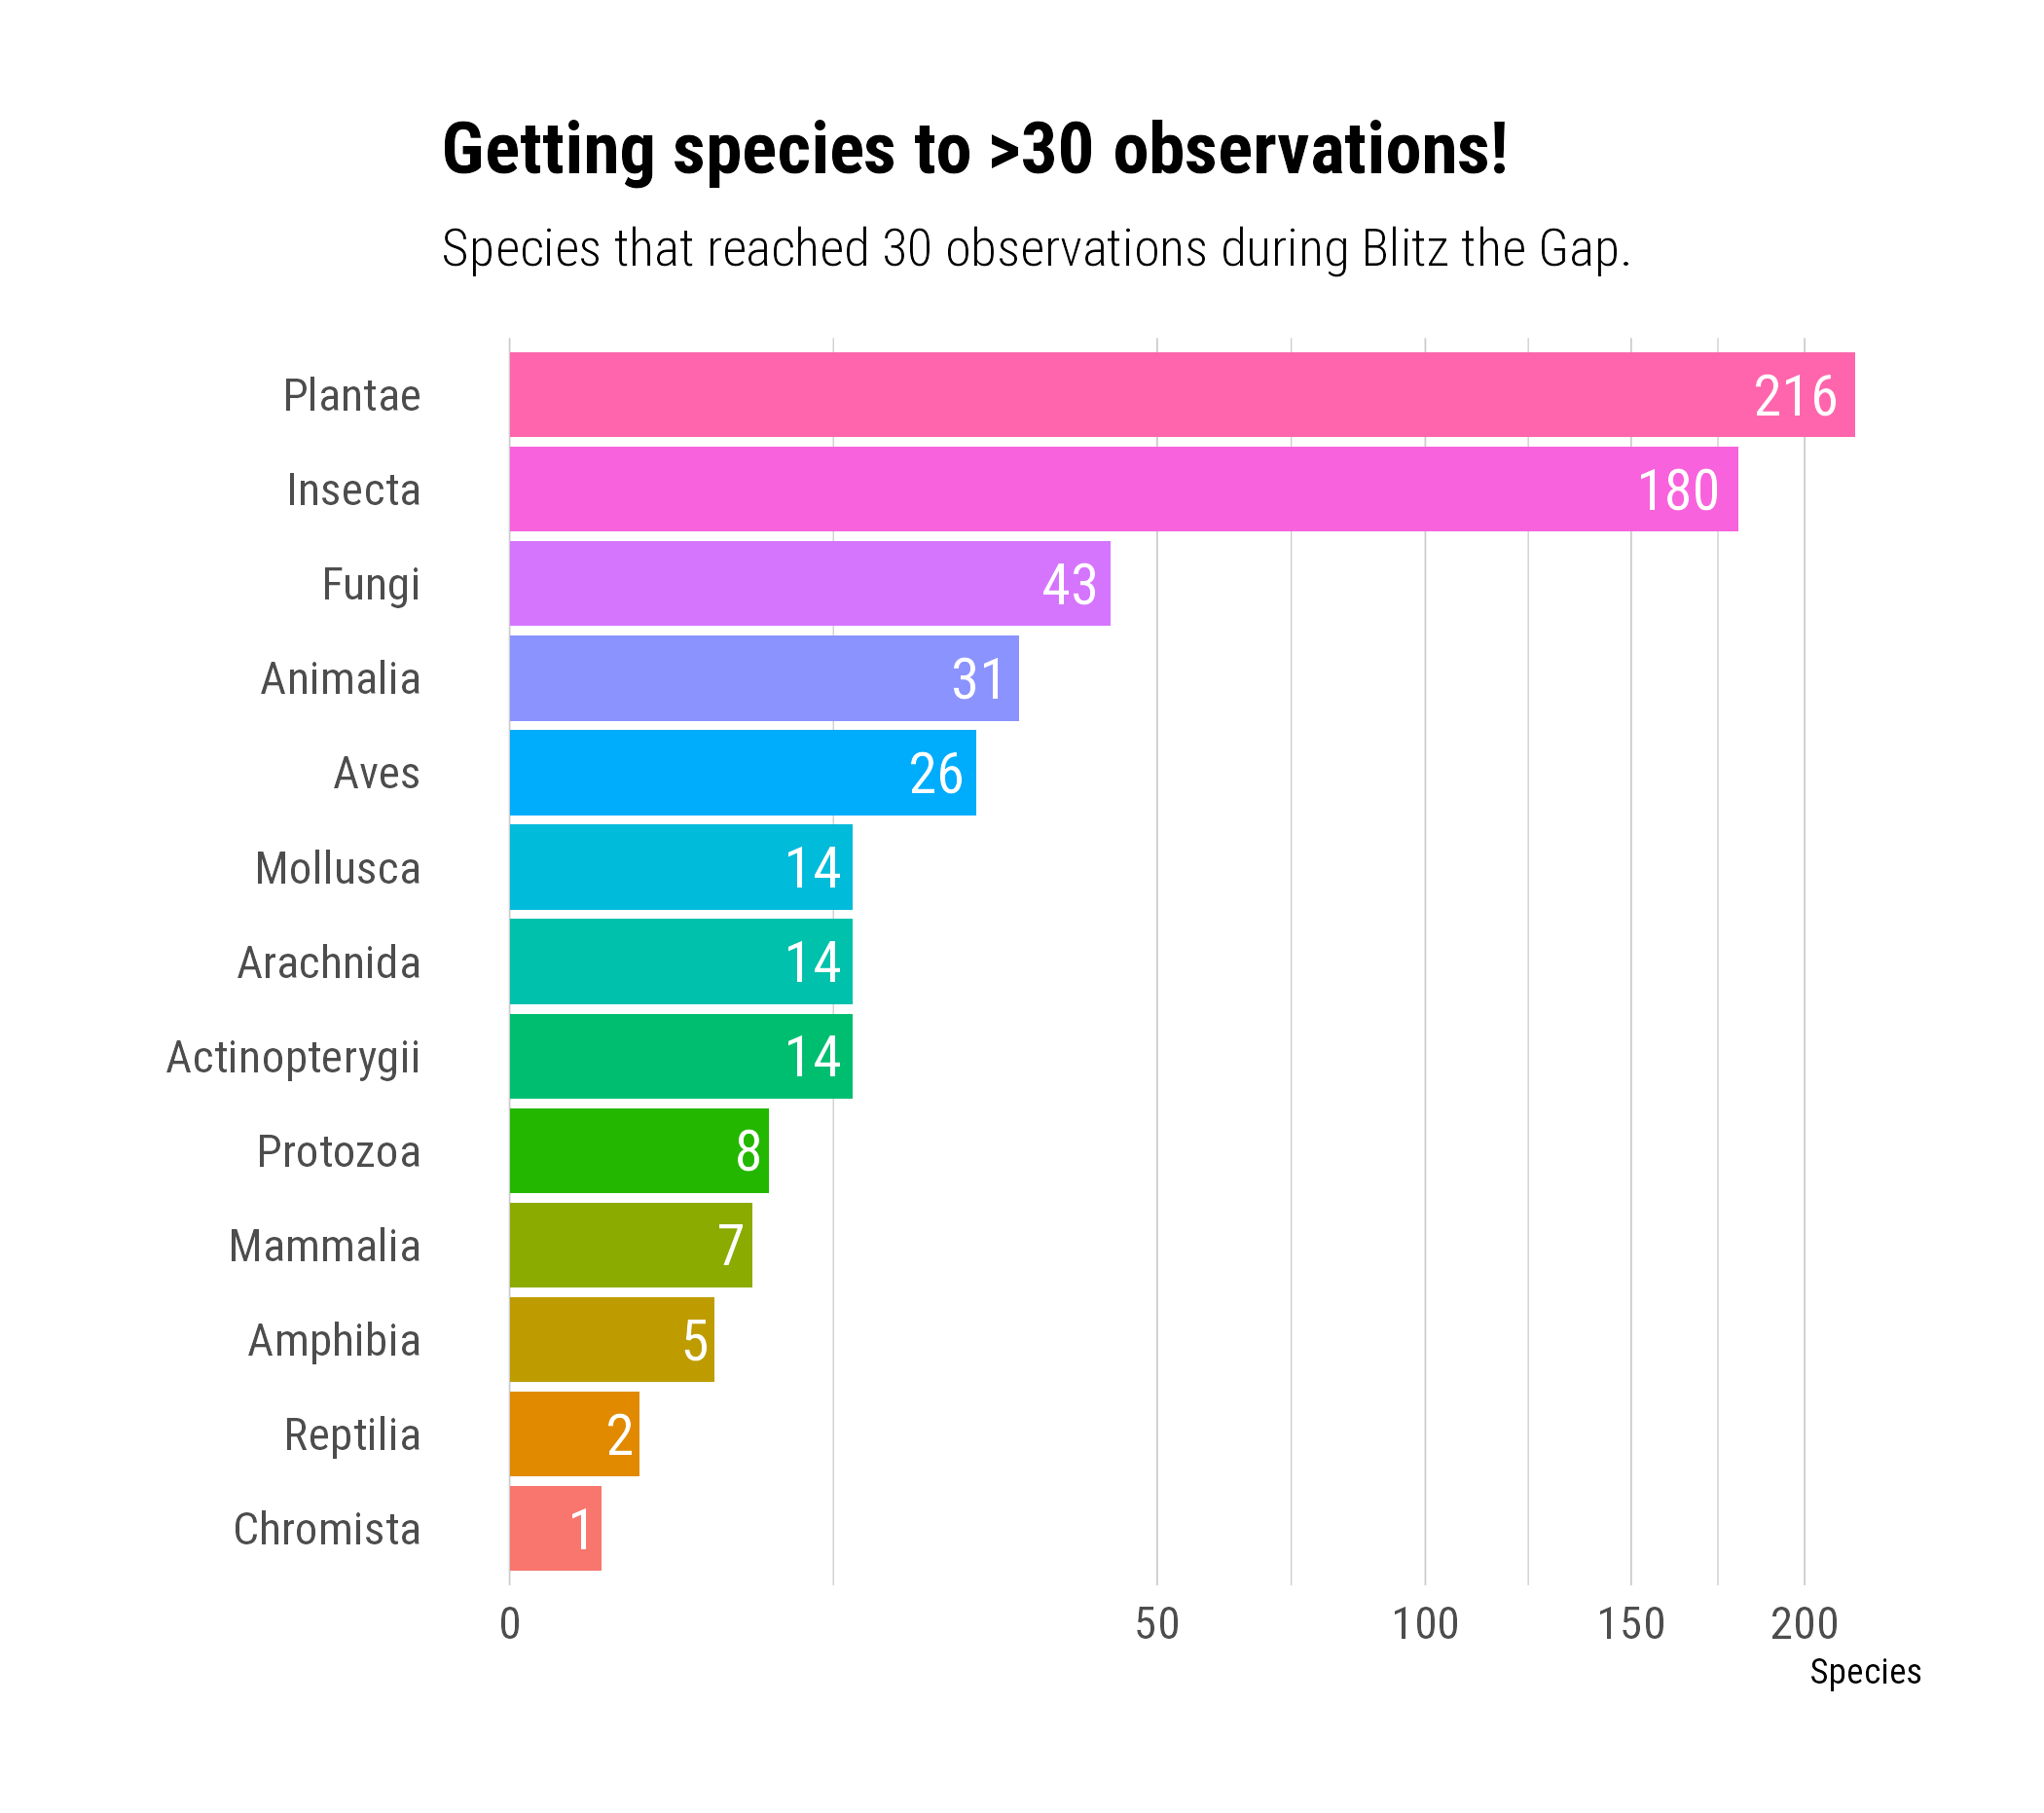 Getting species to >30 observations!
Species that reached 30 observations during Blitz the Gap.
Plantae 216
Insecta 180
Fungi 43
Animalia 31
Aves 26
Mollusca 14
Arachnida 14
Actinopterygii 14
Protozoa 8
Mammalia 7
Amphibia 5
Reptilia 2
Chromista 1
0 50 100 150 200
Species